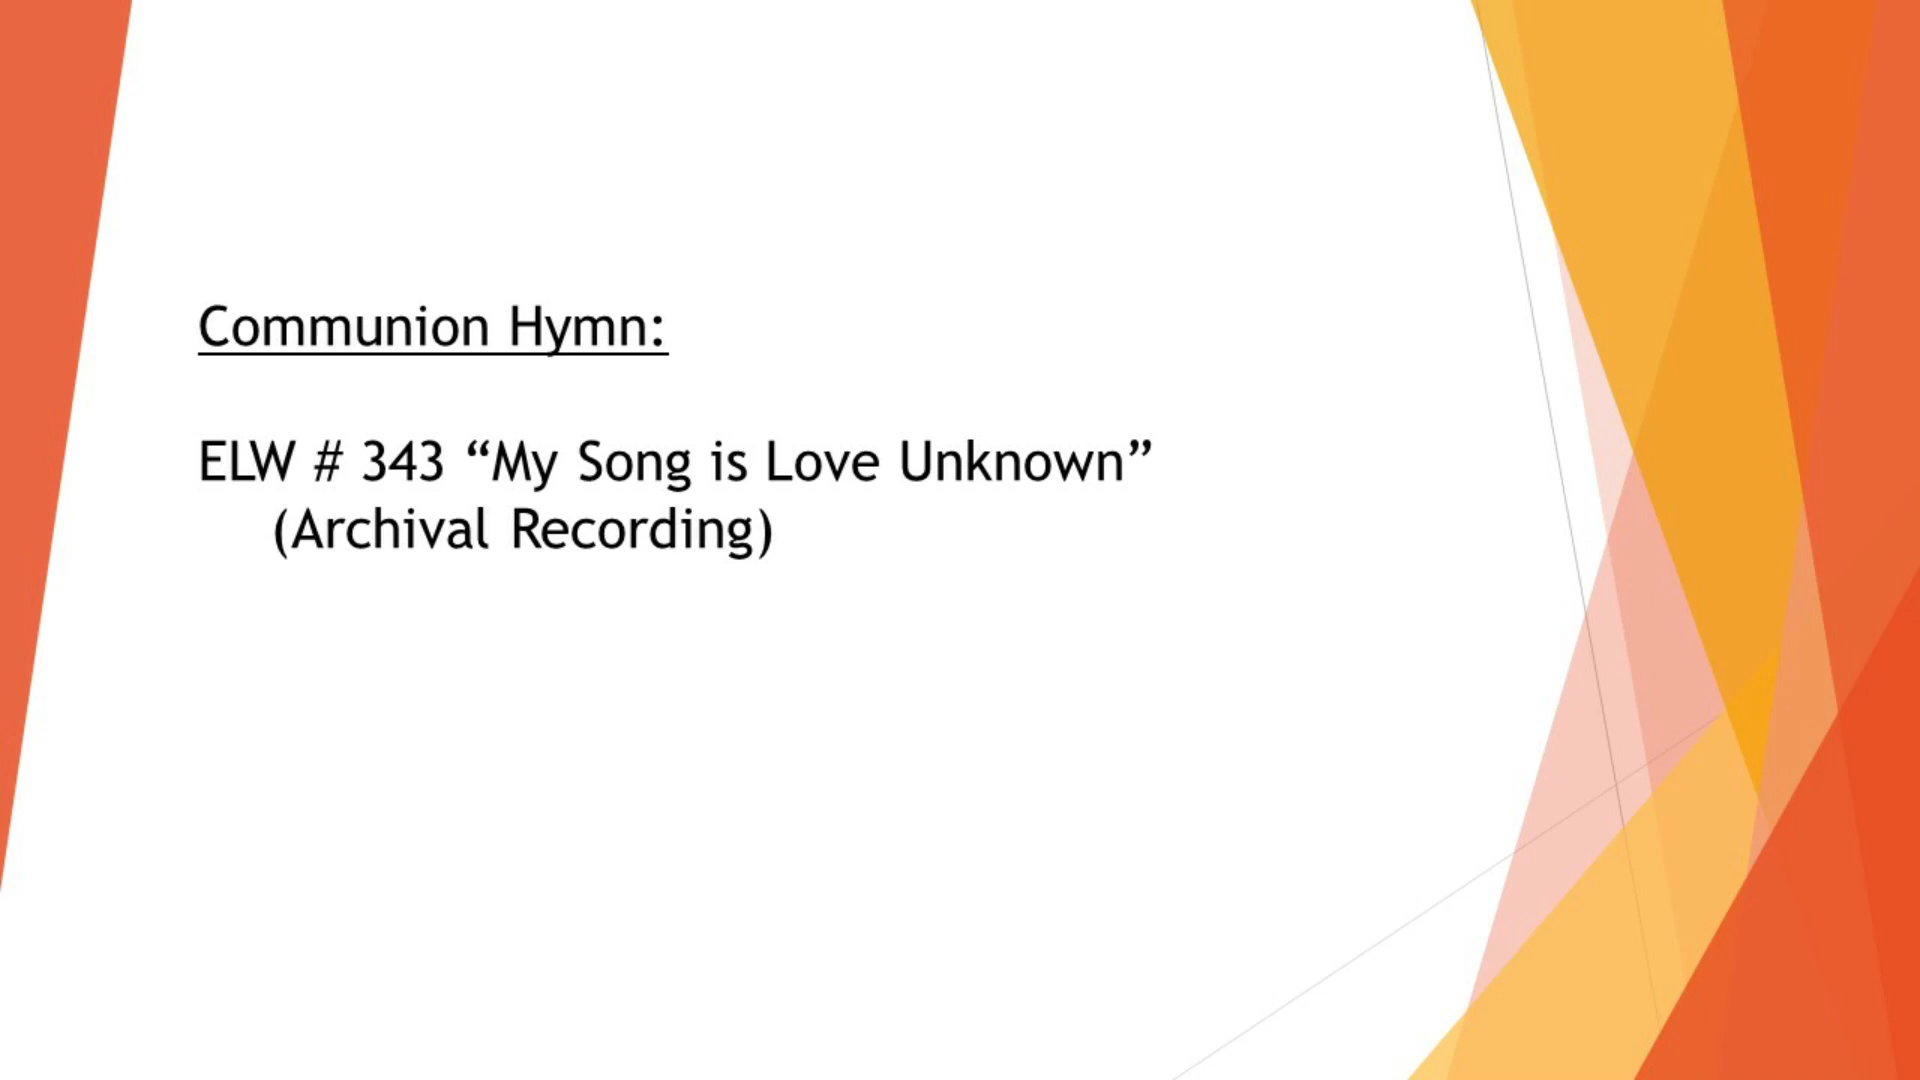 Communion Hymn:
ELW # 343 “My Song is Love Unknown”
(Archival Recording)